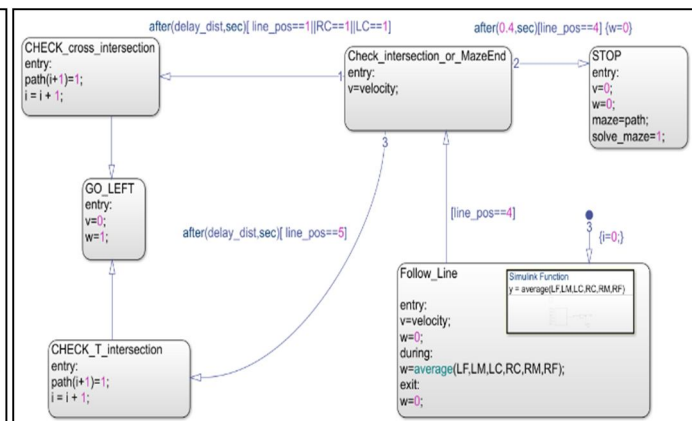 after(delay_dist,sec)[ line_pos==1||RC==1||LC==1]
after(0.4,sec)[line_pos==4] {w=0}
CHECK_cross_intersection
entry:
path(i+1)=1;
i = i + 1;
1
Check_intersection_or_MazeEnd
entry:
v=velocity;
2
3
STOP
entry:
v=0;
w=0;
maze=path;
solve_maze=1;
GO_LEFT
entry:
v=0;
w=1;
after(delay_dist,sec)[ line_pos==5]
[line_pos==4]
3
{i=0;}
CHECK_T_intersection
entry:
path(i+1)=1;
i = i + 1;
Follow_Line
entry:
v=velocity;
w=0;
during:
w=average(LF,LM,LC,RC,RM,RF);
exit:
w=0;
Simulink Function
y = average(LF,LM,LC,RC,RM,RF)